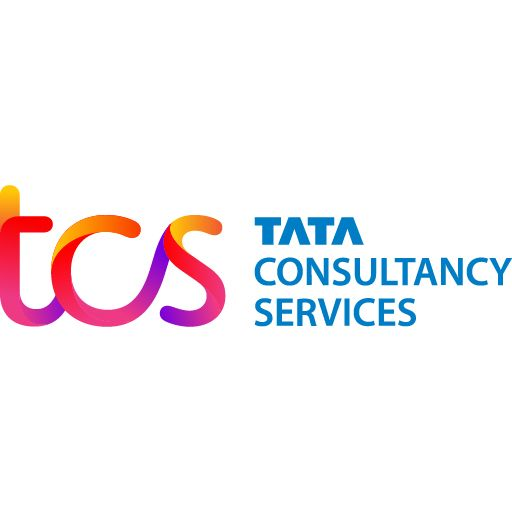 tcs
TATA
CONSULTANCY
SERVICES